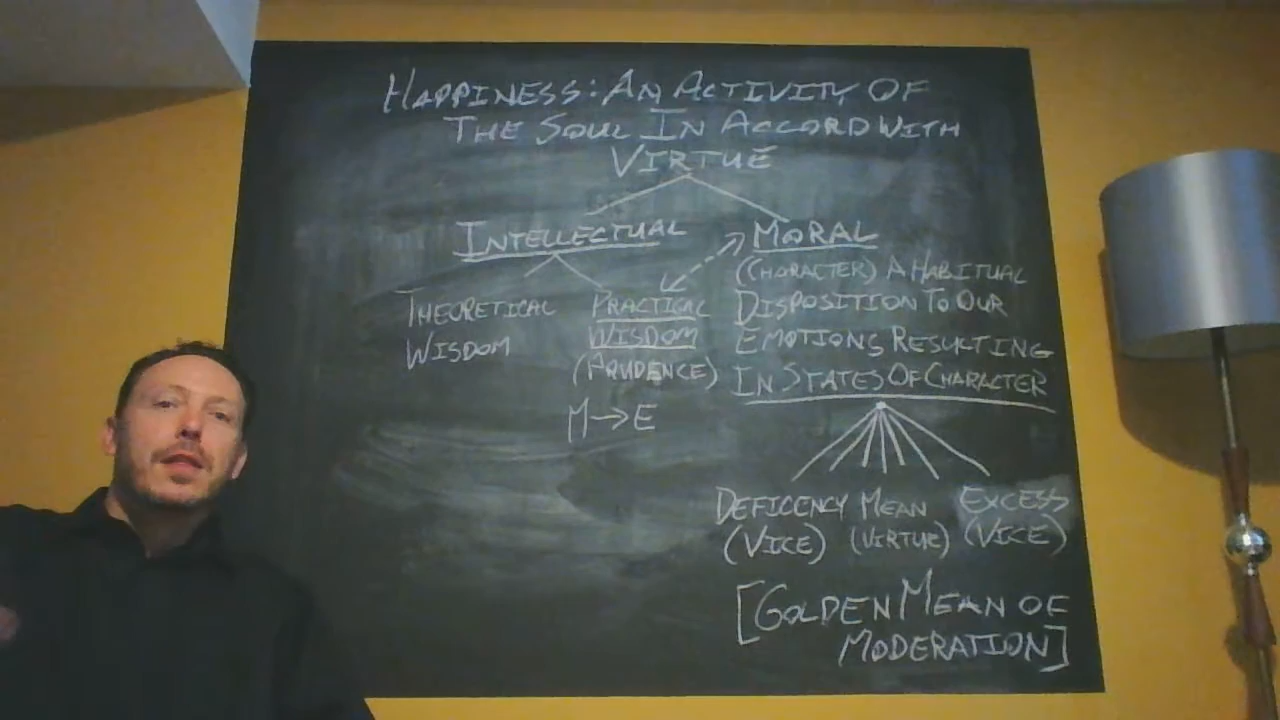 HAPPINESS: AN ACTIVITY OF
THE SOUL IN ACCORD WITH
VIRTUE
INTELLECTUAL
MORAL
THEORETICAL
WISDOM
PRACTICAL
WISDOM
(PRUDENCE)
M→E
(CHARACTER) A HABITUAL
DISPOSITION TO OUR
EMOTIONS RESULTING
IN STATES OF CHARACTER
DEFICENCY MEAN EXCESS
(VICE) (VIRTUE) (VICE)
[GOLDEN MEAN OF
MODERATION]